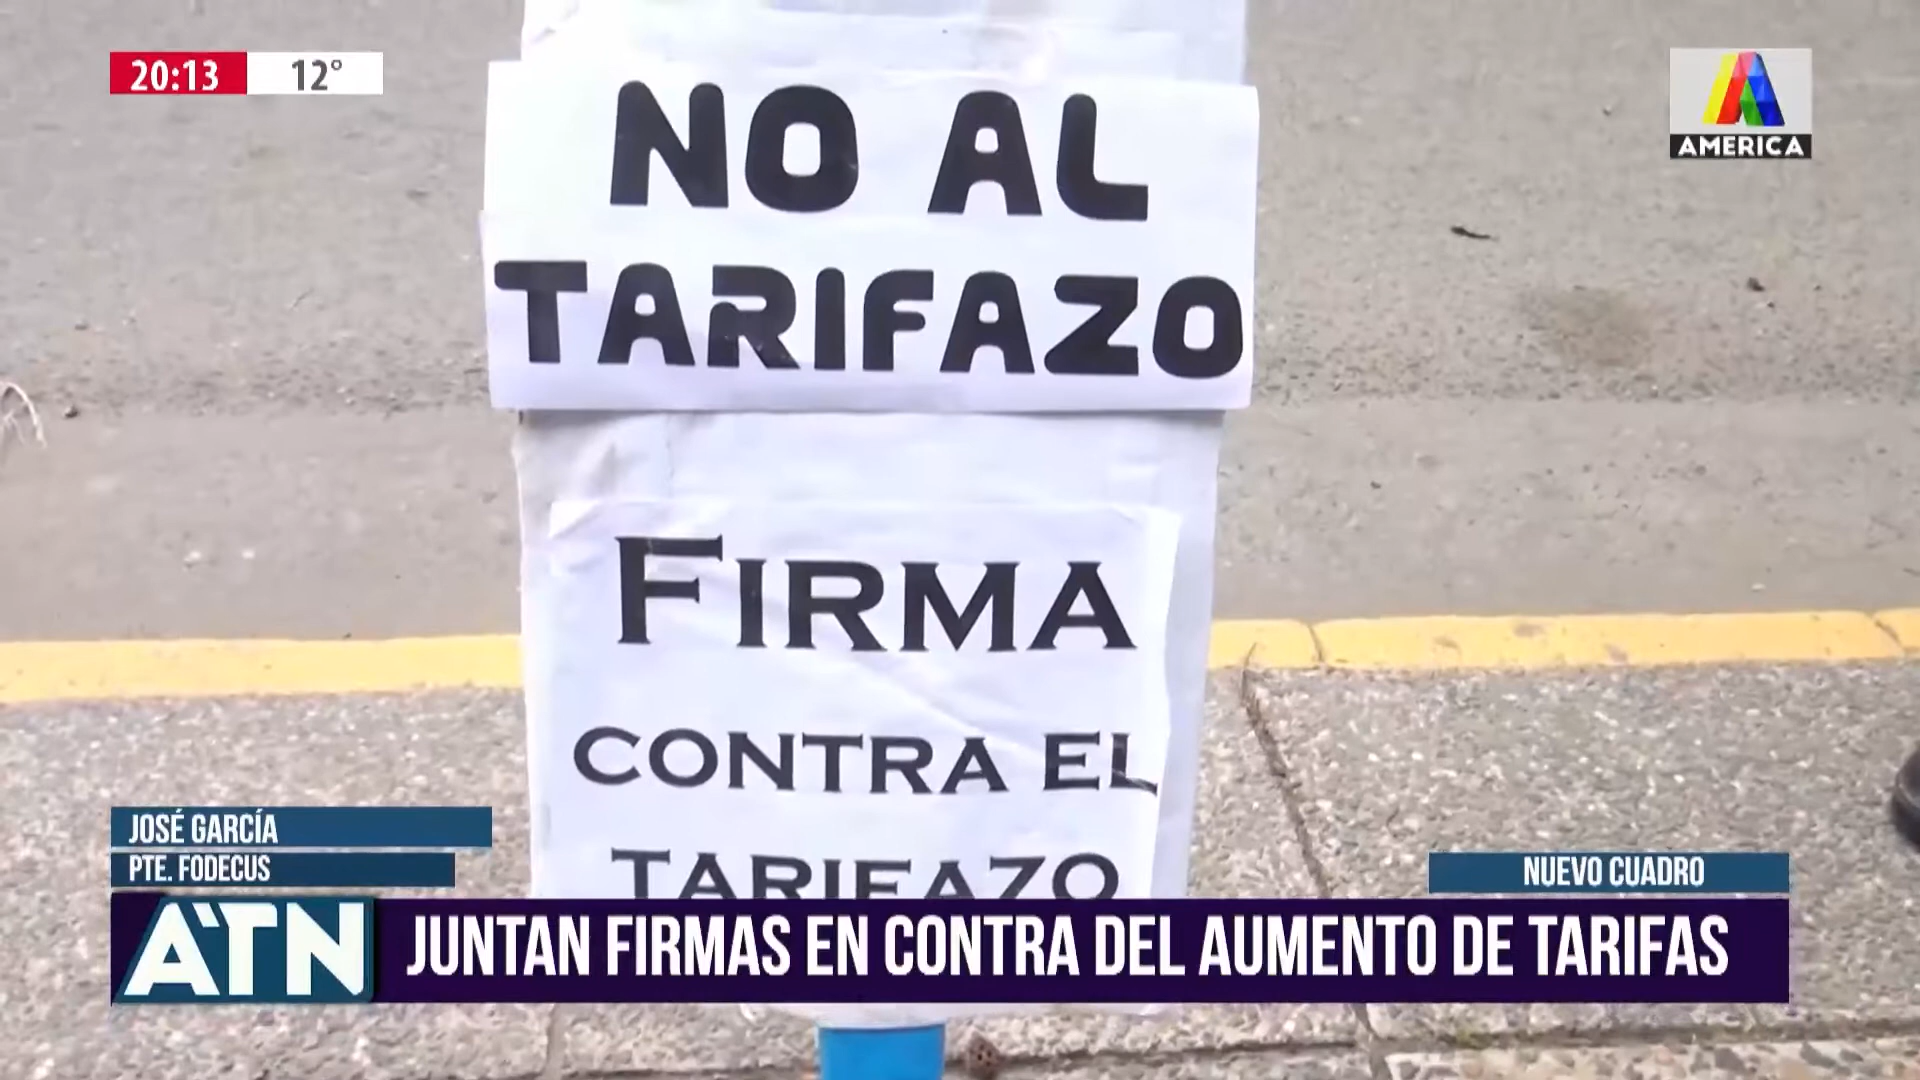 20:13 12°
AMERICA
NO AL
TARIFAZO
FIRMA
CONTRA EL
TARIFAZO
JOSÉ GARCÍA
PTE. FODECUS
NUEVO CUADRO
ATN
JUNTAN FIRMAS EN CONTRA DEL AUMENTO DE TARIFAS